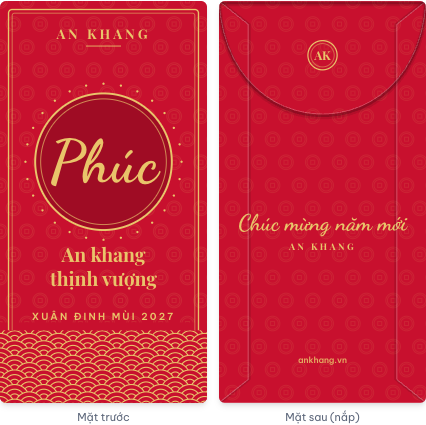 AN KHANG
Phúc
An khang
thịnh vượng
XUÂN ĐINH MÙI 2027
Mặt trước
AK
Chúc mừng năm mới
AN KHANG
ankhang.vn
Mặt sau (nắp)